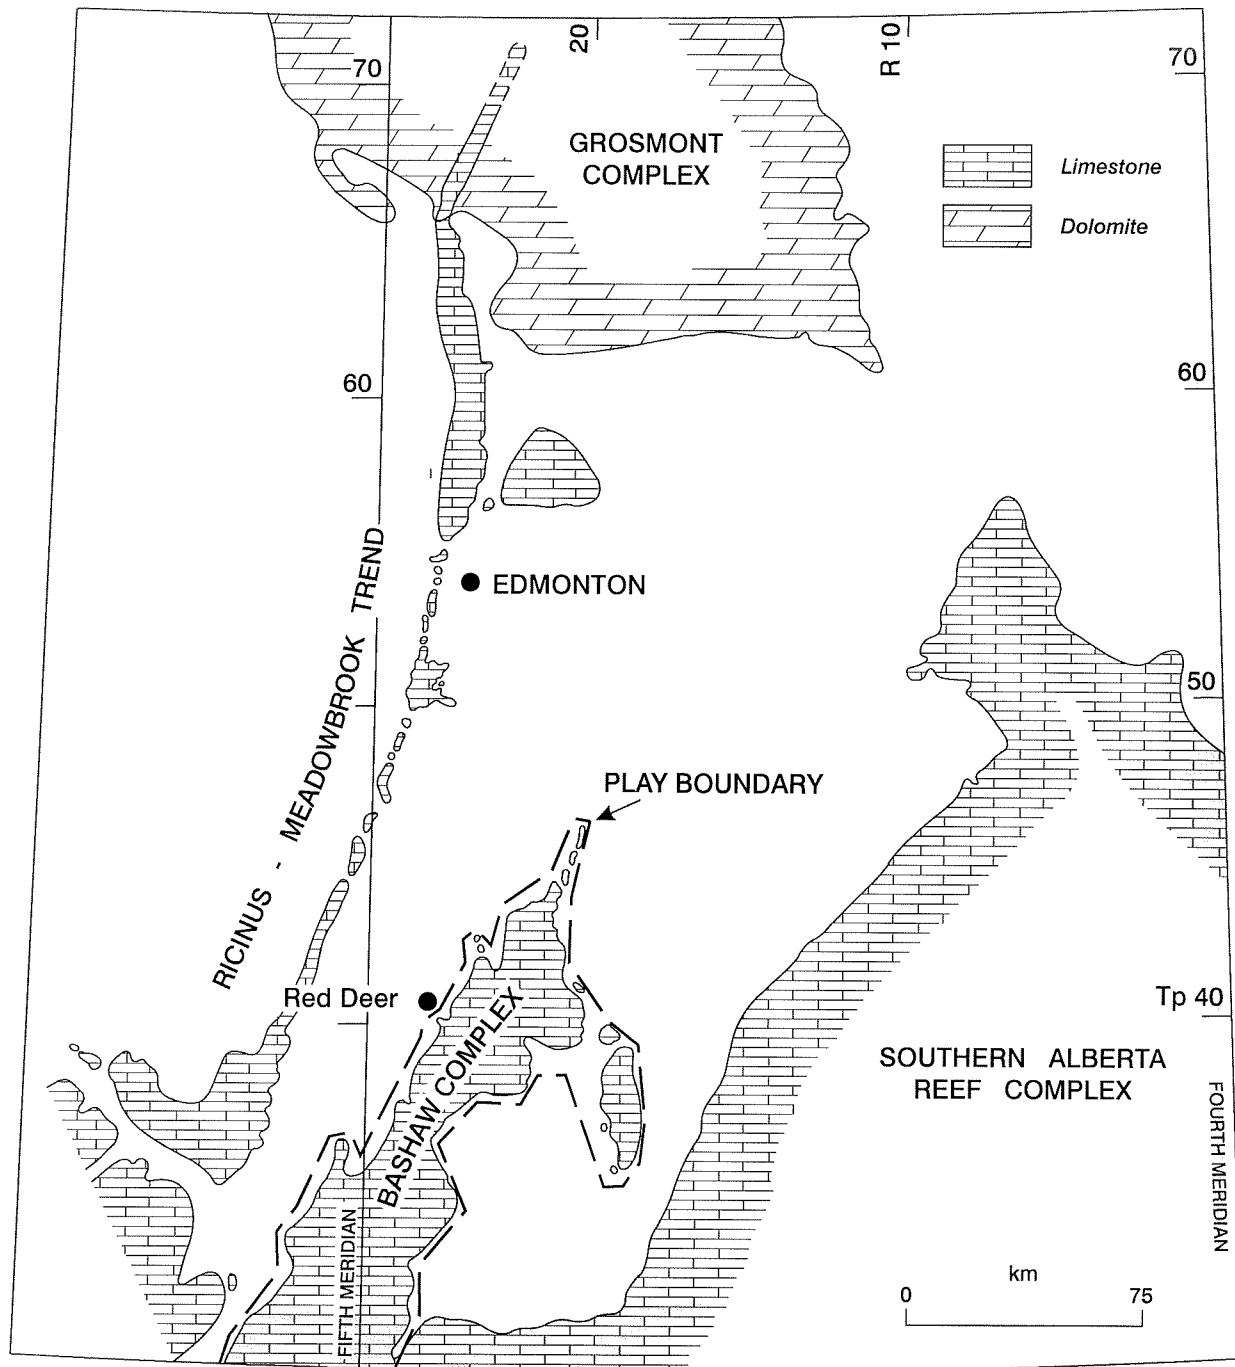 20
R 10
70
70
GROSMONT
COMPLEX
Limestone
Dolomite
60
60
RICINUS - MEADOWBROOK TREND
EDMONTON
50
PLAY BOUNDARY
Red Deer
BASHAW COMPLEX
Tp 40
SOUTHERN ALBERTA
REEF COMPLEX
FOURTH MERIDIAN
FIFTH MERIDIAN
km
0 75